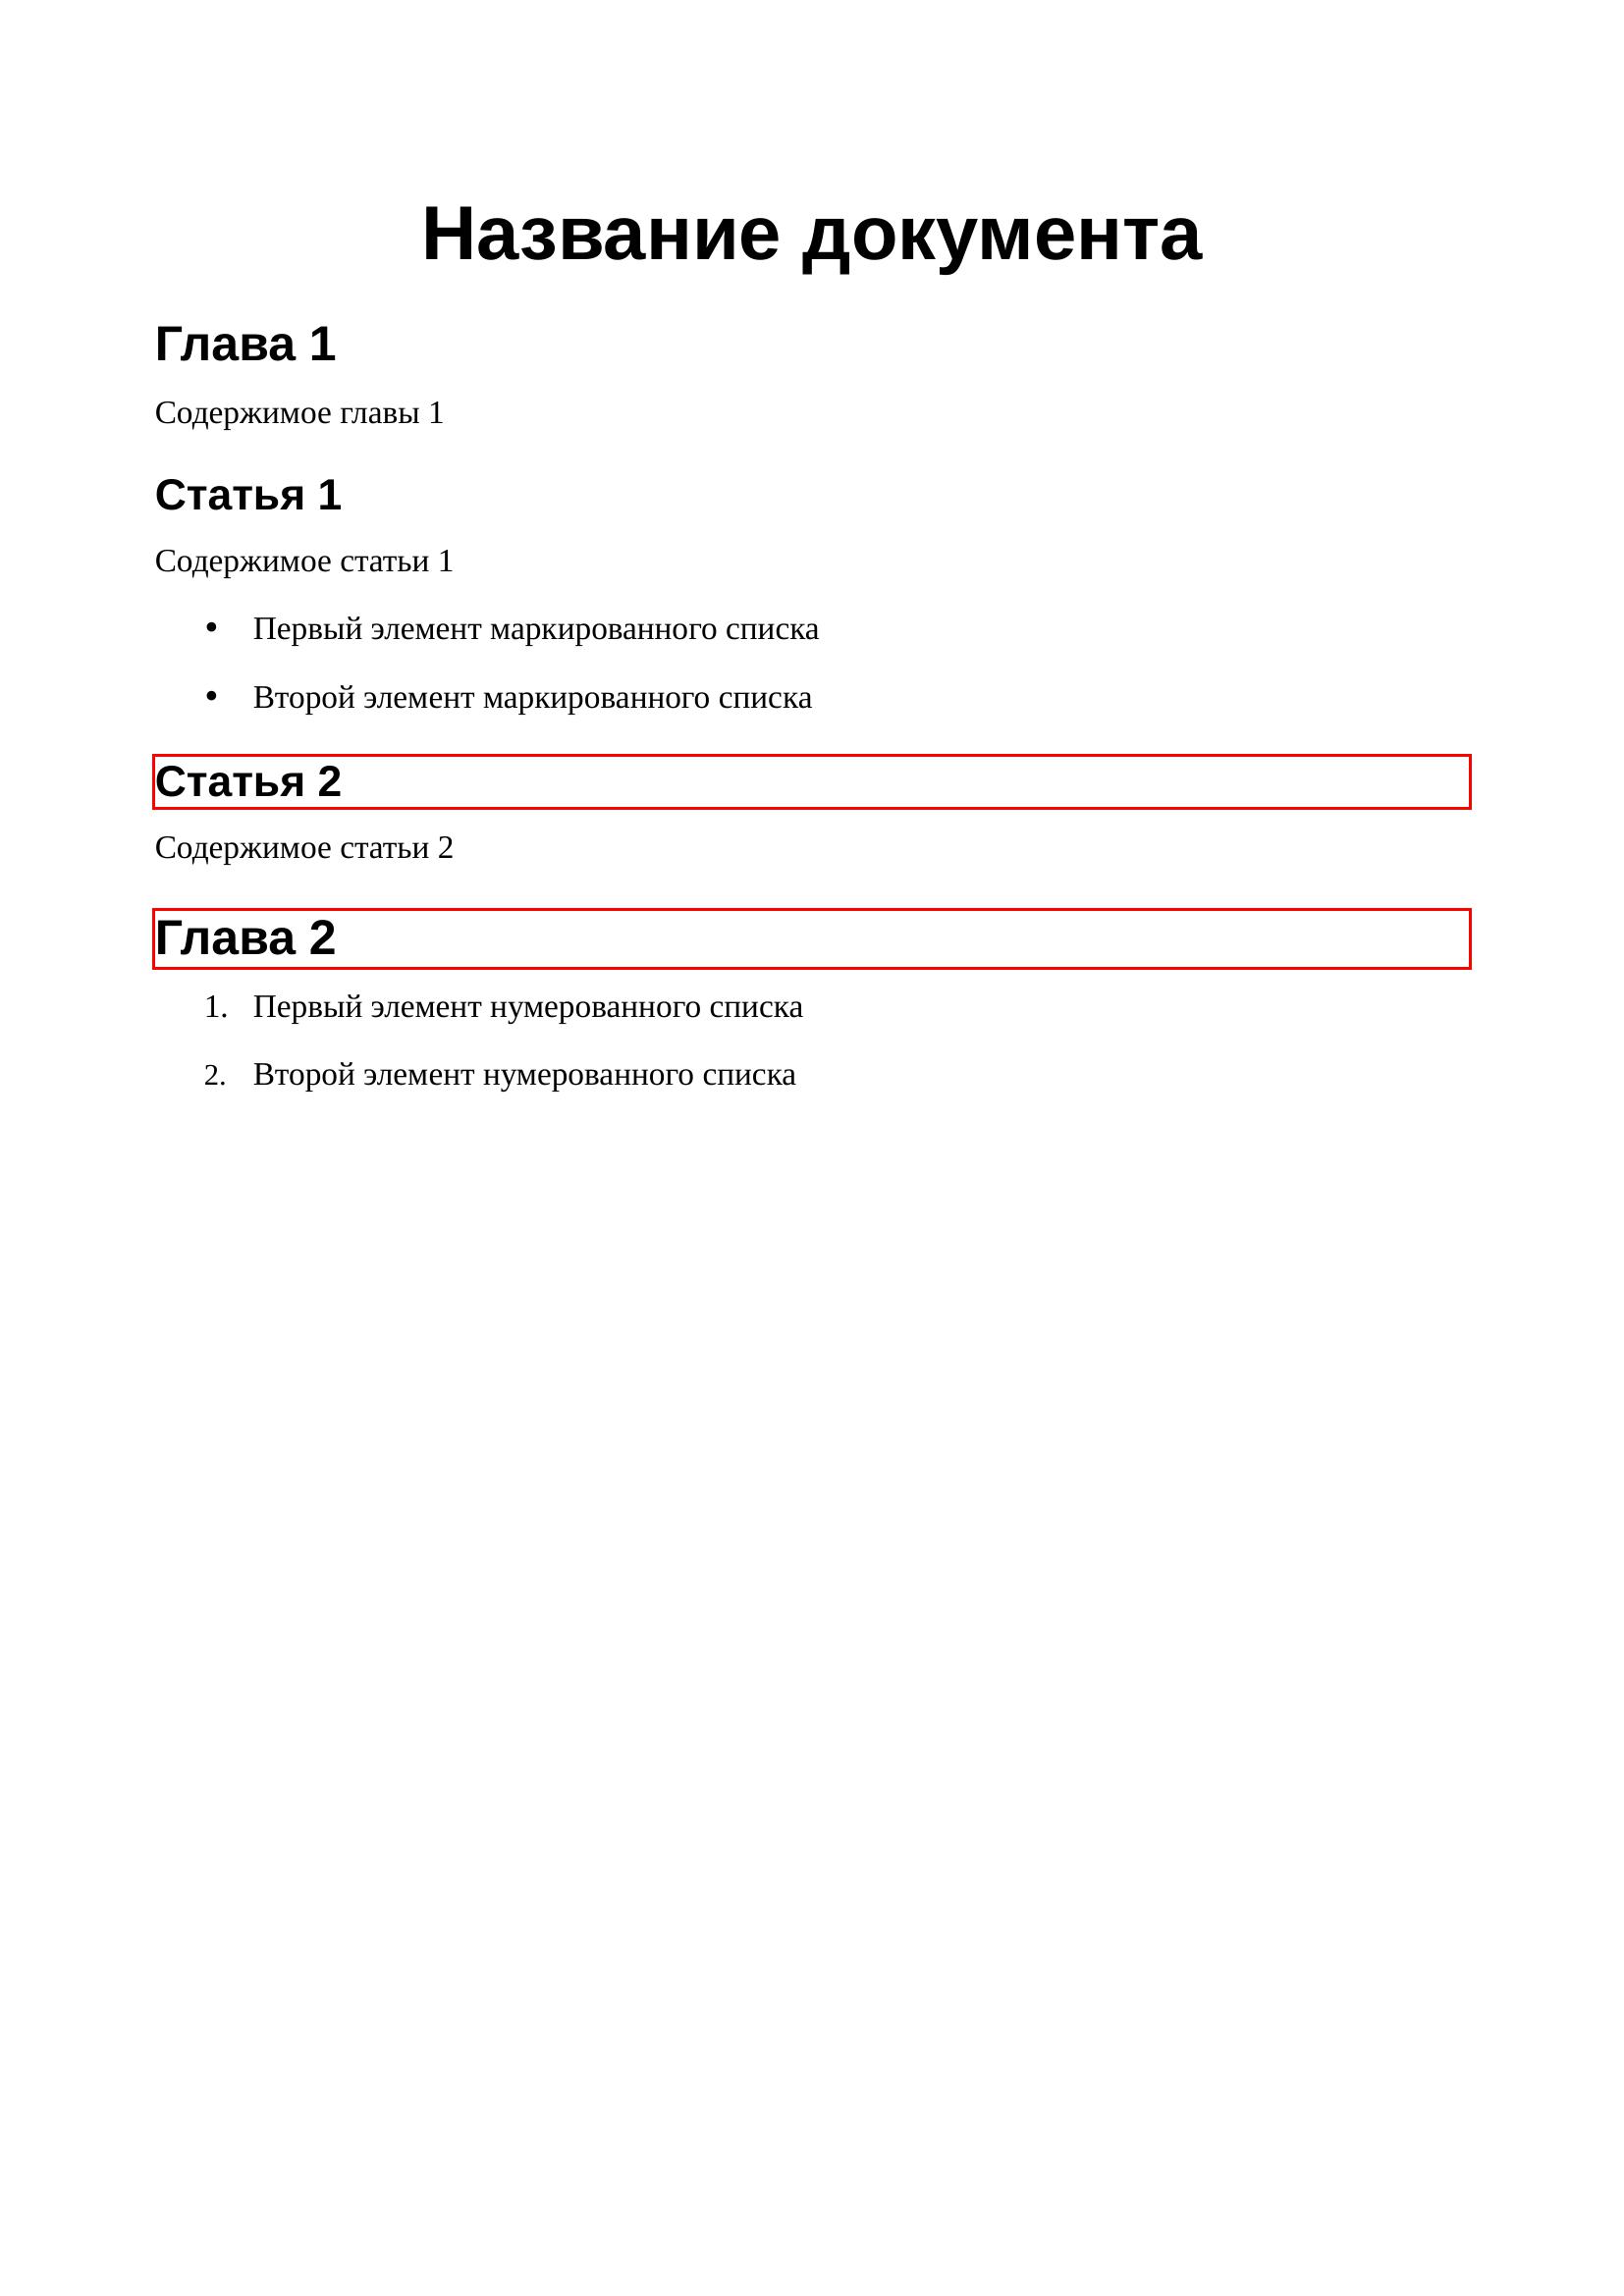 Название документа
Глава 1
Содержимое главы 1
Статья 1
Содержимое статьи 1
• Первый элемент маркированного списка
• Второй элемент маркированного списка
Статья 2
Содержимое статьи 2
Глава 2
1. Первый элемент нумерованного списка
2. Второй элемент нумерованного списка